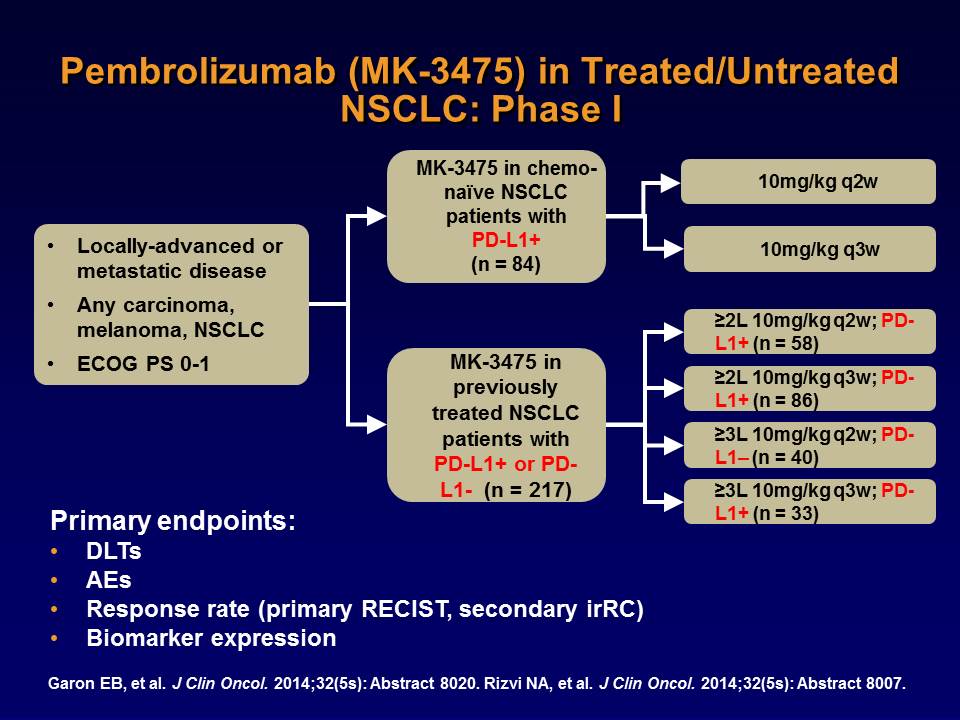 Pembrolizumab (MK-3475) in Treated/Untreated
NSCLC: Phase I
• Locally-advanced or
metastatic disease
• Any carcinoma,
melanoma, NSCLC
• ECOG PS 0-1
MK-3475 in chemo-
naïve NSCLC
patients with
PD-L1+
(n = 84)
10mg/kg q2w
10mg/kg q3w
MK-3475 in
previously
treated NSCLC
patients with
PD-L1+ or PD-
L1- (n = 217)
≥2L 10mg/kg q2w; PD-
L1+ (n = 58)
≥2L 10mg/kg q3w; PD-
L1+ (n = 86)
≥3L 10mg/kg q2w; PD-
L1– (n = 40)
≥3L 10mg/kg q3w; PD-
L1+ (n = 33)
Primary endpoints:
• DLTs
• AEs
• Response rate (primary RECIST, secondary irRC)
• Biomarker expression
Garon EB, et al. J Clin Oncol. 2014;32(5s): Abstract 8020. Rizvi NA, et al. J Clin Oncol. 2014;32(5s): Abstract 8007.